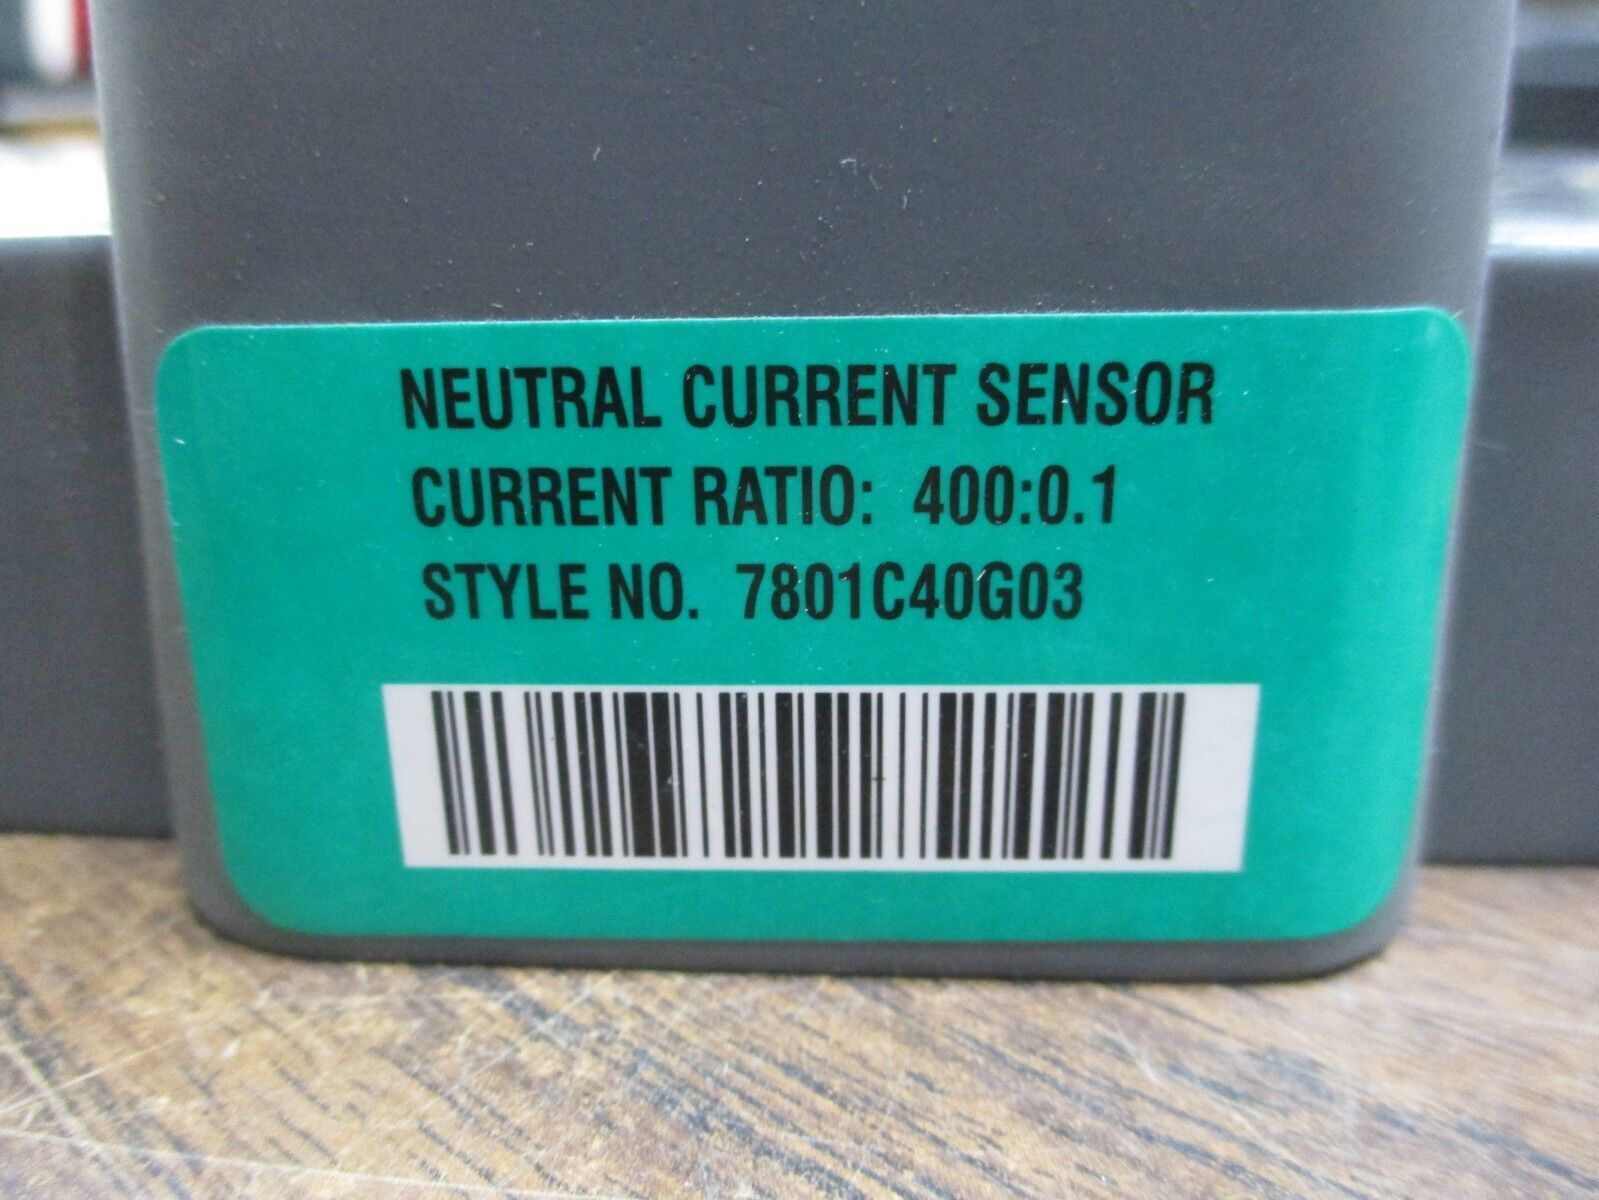 NEUTRAL CURRENT SENSOR
CURRENT RATIO: 400:0.1
STYLE NO. 7801C40G03